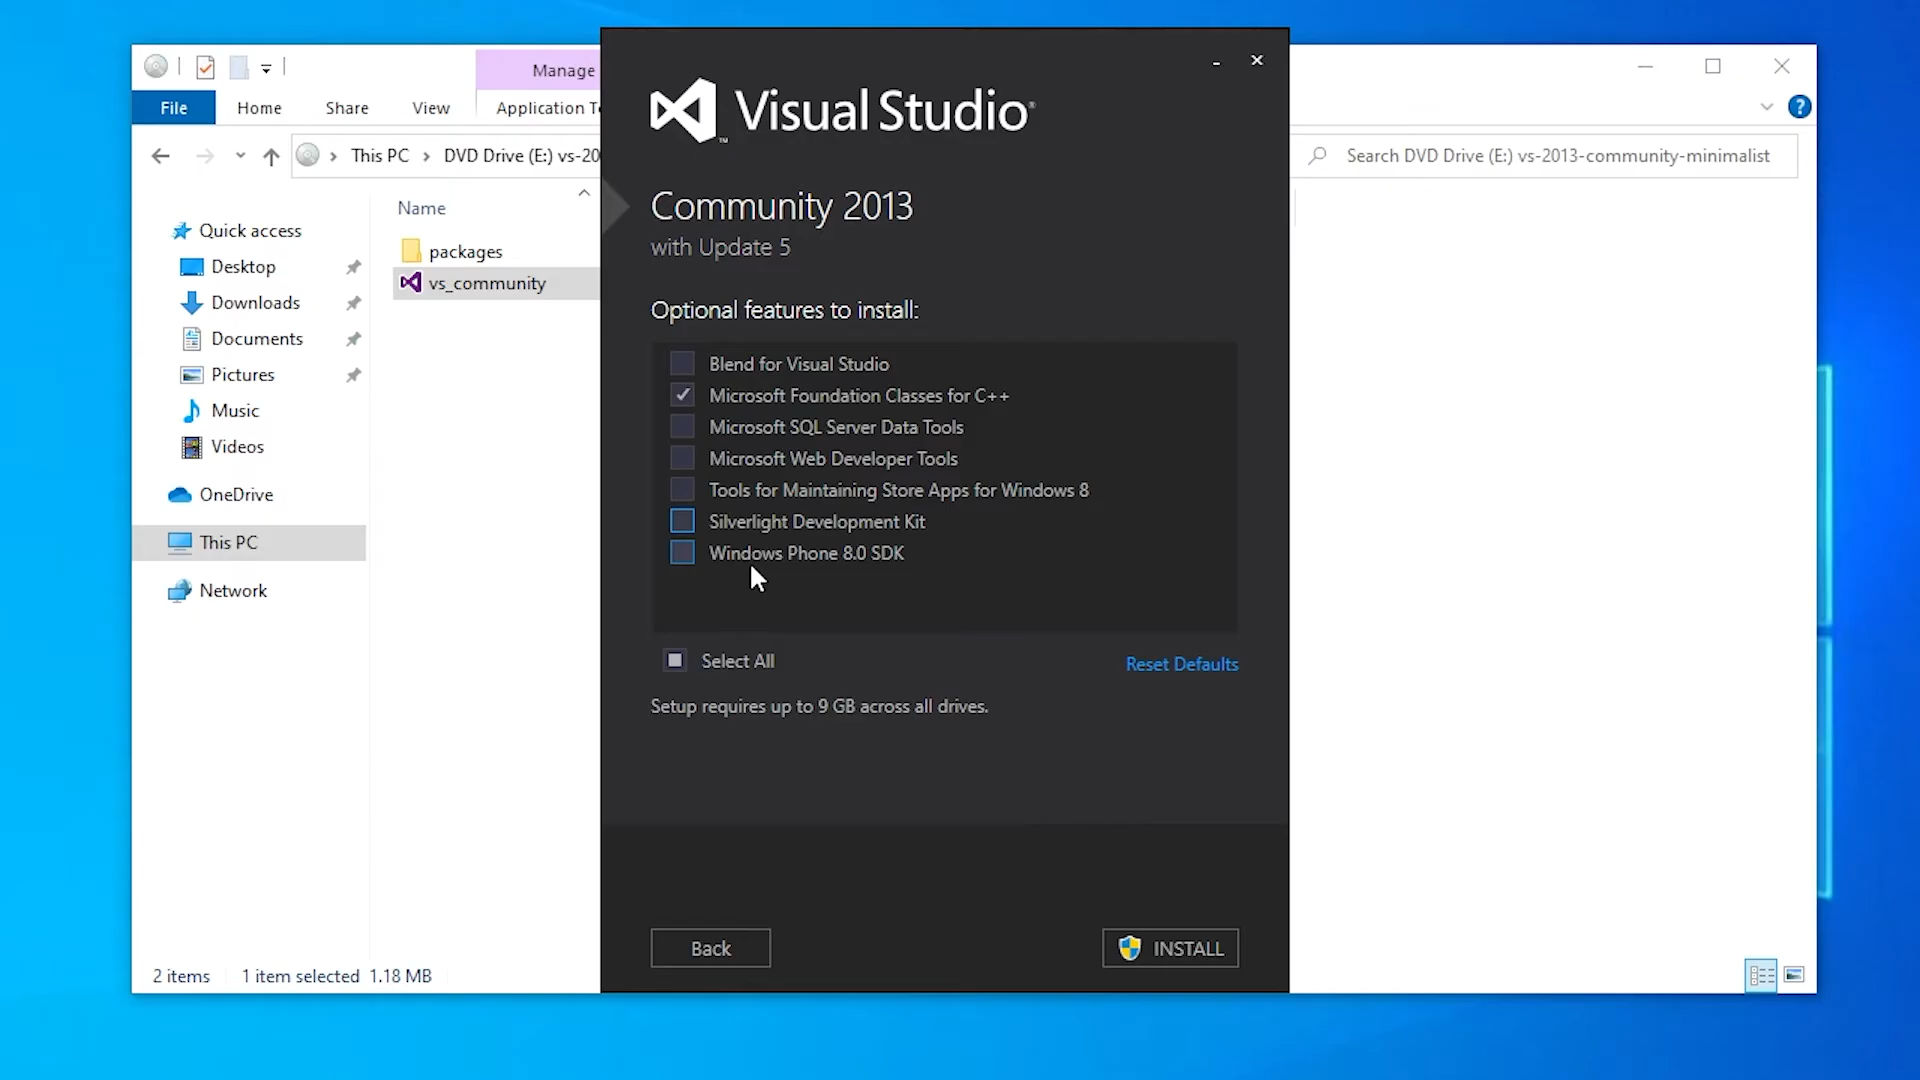 Manage
File
Home
Share
View
Application T
This PC
DVD Drive (E:) vs-20
Search DVD Drive (E:) vs-2013-community-minimalist
Quick access
Desktop
Downloads
Documents
Pictures
Music
Videos
OneDrive
This PC
Network
Name
packages
vs_community
2 items
1 item selected 1.18 MB
Visual Studio®
™
Community 2013
with Update 5
Optional features to install:
Blend for Visual Studio
Microsoft Foundation Classes for C++
Microsoft SQL Server Data Tools
Microsoft Web Developer Tools
Tools for Maintaining Store Apps for Windows 8
Silverlight Development Kit
Windows Phone 8.0 SDK
Select All
Reset Defaults
Setup requires up to 9 GB across all drives.
Back
INSTALL